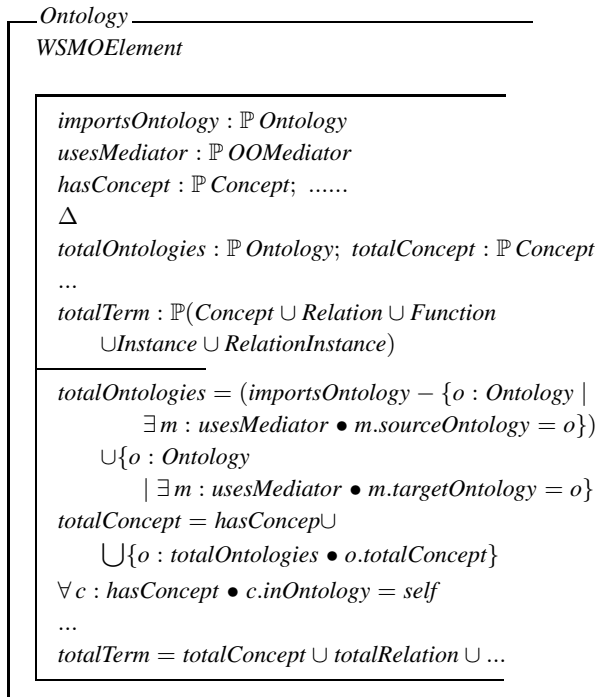 Ontology
WSMOElement
importsOntology : ℙ Ontology
usesMediator : ℙ OOMediator
hasConcept : ℙ Concept; ......
Δ
totalOntologies : ℙ Ontology; totalConcept : ℙ Concept
...
totalTerm : ℙ(Concept ∪ Relation ∪ Function
∪Instance ∪ RelationInstance)
totalOntologies = (importsOntology − {o : Ontology |
∃ m : usesMediator • m.sourceOntology = o})
∪{o : Ontology
| ∃ m : usesMediator • m.targetOntology = o}
totalConcept = hasConcep∪
⋃{o : totalOntologies • o.totalConcept}
∀ c : hasConcept • c.inOntology = self
...
totalTerm = totalConcept ∪ totalRelation ∪ ...